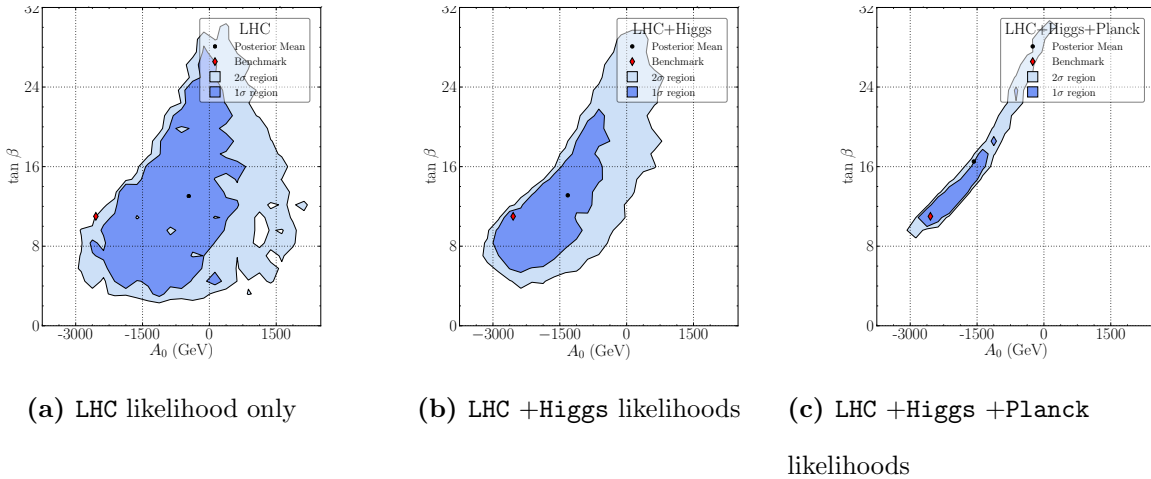 32
24
16
8
0
tan β
-3000 -1500 0 1500
A₀ (GeV)
LHC
Posterior Mean
Benchmark
2σ region
1σ region
32
24
16
8
0
tan β
−3000 −1500 0 1500
A₀ (GeV)
LHC+Higgs
Posterior Mean
Benchmark
2σ region
1σ region
32
24
16
8
0
tan β
-3000 -1500 0 1500
A₀ (GeV)
LHC+Higgs+Planck
Posterior Mean
Benchmark
2σ region
1σ region
(a) LHC likelihood only
(b) LHC +Higgs likelihoods
(c) LHC +Higgs +Planck
likelihoods